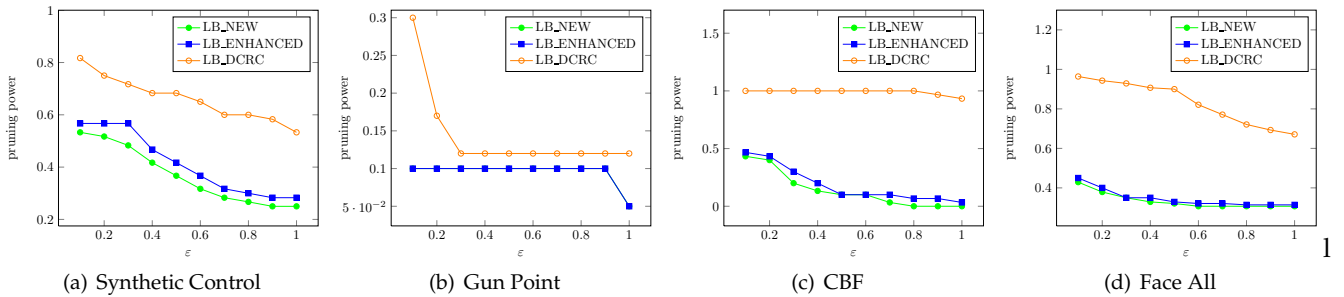 1
0.8
0.6
0.4
0.2
pruning power
0.2 0.4 0.6 0.8 1
ε
LB_NEW
LB_ENHANCED
LB_DCRC
(a) Synthetic Control
0.3
0.25
0.2
0.15
0.1
5 · 10⁻²
pruning power
0.2 0.4 0.6 0.8 1
ε
LB_NEW
LB_ENHANCED
LB_DCRC
(b) Gun Point
1.5
1
0.5
0
pruning power
0.2 0.4 0.6 0.8 1
ε
LB_NEW
LB_ENHANCED
LB_DCRC
(c) CBF
1.2
1
0.8
0.6
0.4
pruning power
0.2 0.4 0.6 0.8 1
ε
LB_NEW
LB_ENHANCED
LB_DCRC
(d) Face All
l